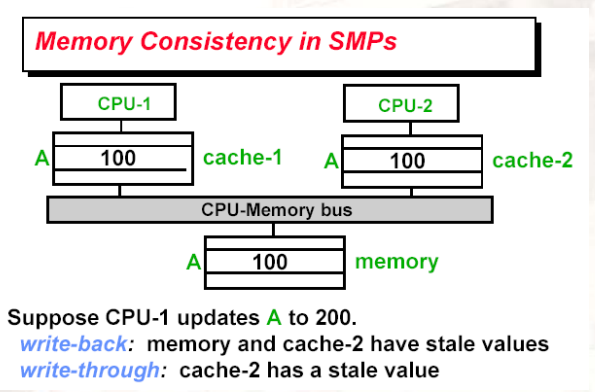 Memory Consistency in SMPs
CPU-1 CPU-2
A 100 cache-1 A 100 cache-2
CPU-Memory bus
A 100 memory
Suppose CPU-1 updates A to 200.
write-back: memory and cache-2 have stale values
write-through: cache-2 has a stale value